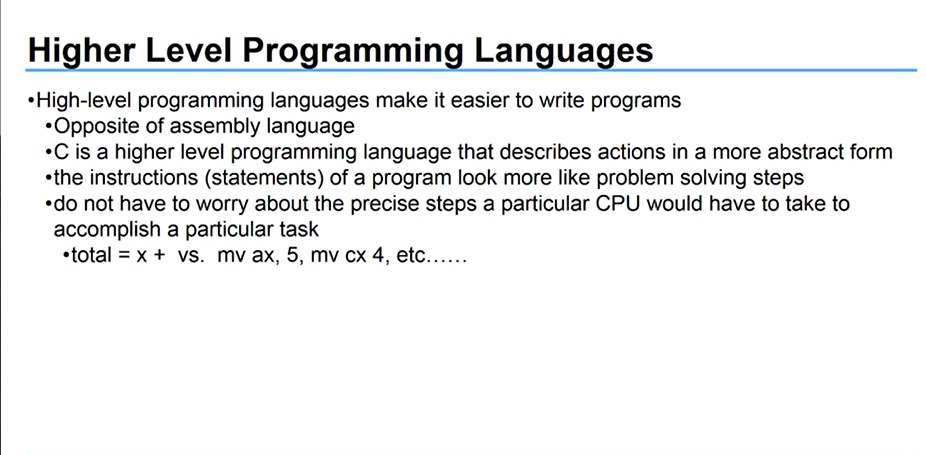 Higher Level Programming Languages
•High-level programming languages make it easier to write programs
•Opposite of assembly language
•C is a higher level programming language that describes actions in a more abstract form
•the instructions (statements) of a program look more like problem solving steps
•do not have to worry about the precise steps a particular CPU would have to take to
accomplish a particular task
•total = x + vs. mv ax, 5, mv cx 4, etc......